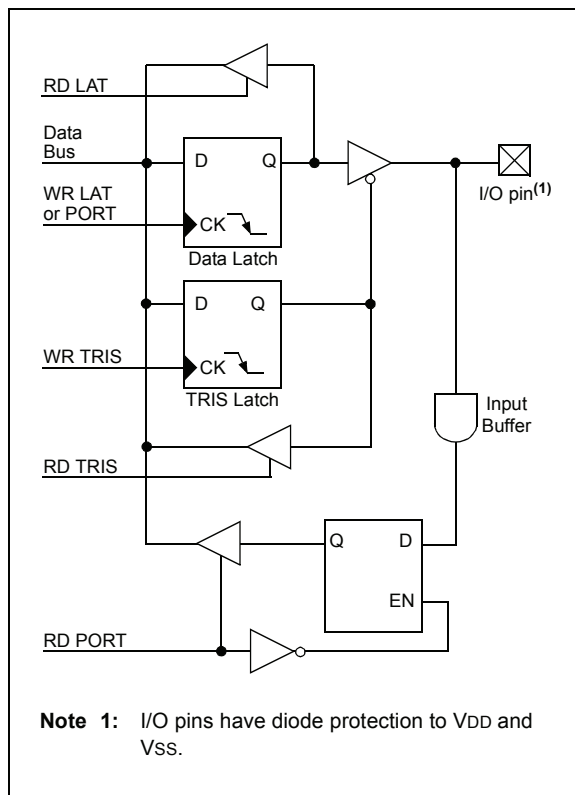 RD LAT
Data
Bus
D Q
WR LAT
or PORT
I/O pin(1)
CK
Data Latch
D Q
WR TRIS
CK
TRIS Latch
Input
Buffer
RD TRIS
Q D
EN
RD PORT
Note 1: I/O pins have diode protection to VDD and
VSS.